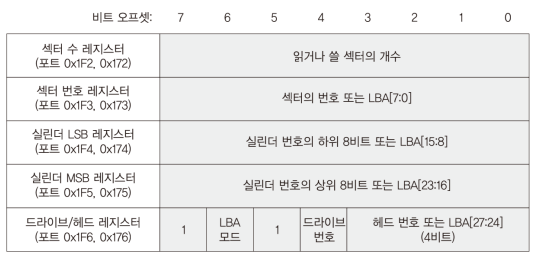 비트 오프셋: 7 6 5 4 3 2 1 0
섹터 수 레지스터
(포트 0x1F2, 0x172)
읽거나 쓸 섹터의 개수
섹터 번호 레지스터
(포트 0x1F3, 0x173)
섹터의 번호 또는 LBA[7:0]
실린더 LSB 레지스터
(포트 0x1F4, 0x174)
실린더 번호의 하위 8비트 또는 LBA[15:8]
실린더 MSB 레지스터
(포트 0x1F5, 0x175)
실린더 번호의 상위 8비트 또는 LBA[23:16]
드라이브/헤드 레지스터
(포트 0x1F6, 0x176)
1
LBA
모드
1
드라이브
번호
헤드 번호 또는 LBA[27:24]
(4비트)